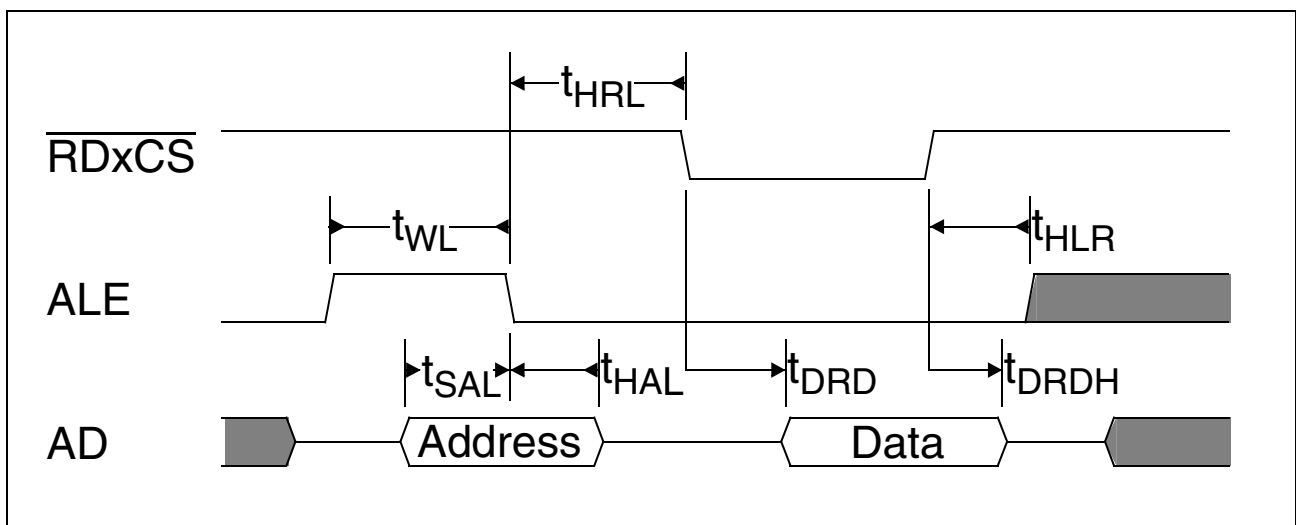 tHRL
RDxCS
tWL
tHLR
ALE
tSAL
tHAL
tDRD
tDRDH
AD
Address
Data